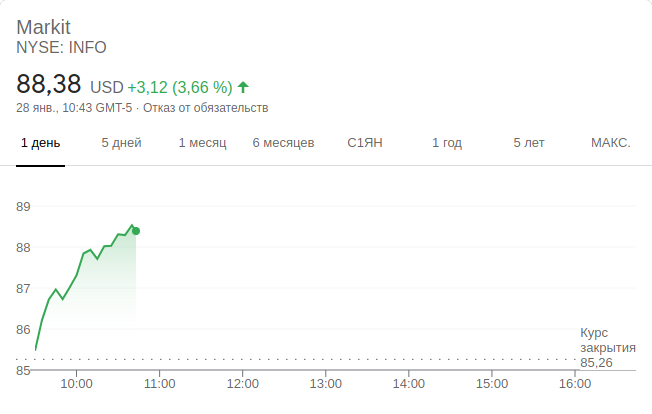 Markit
NYSE: INFO
88,38 USD +3,12 (3,66 %)
28 янв., 10:43 GMT-5 · Отказ от обязательств
1 день 5 дней 1 месяц 6 месяцев С1ЯН 1 год 5 лет МАКС.
89
88
87
86
Курс
закрытия
85,26
85
10:00 11:00 12:00 13:00 14:00 15:00 16:00